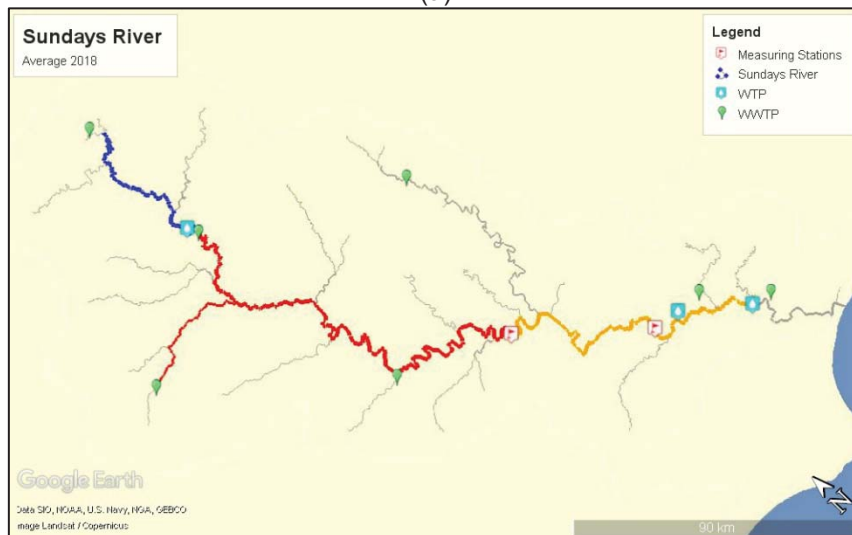 Sundays River
Average 2018
Legend
Measuring Stations
Sundays River
WTP
WWTP
Google Earth
Data SIO, NOAA, U.S. Navy, NGA, GEBCO
Image Landsat / Copernicus
90 km
N